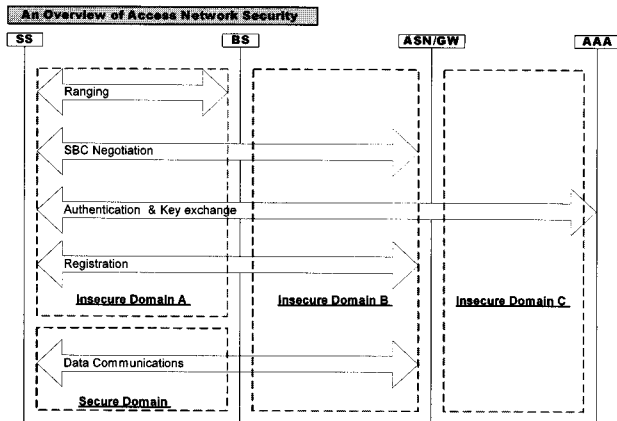 An Overview of Access Network Security
SS BS ASN/GW AAA
Ranging
SBC Negotiation
Authentication & Key exchange
Registration
Insecure Domain A Insecure Domain B Insecure Domain C
Data Communications
Secure Domain